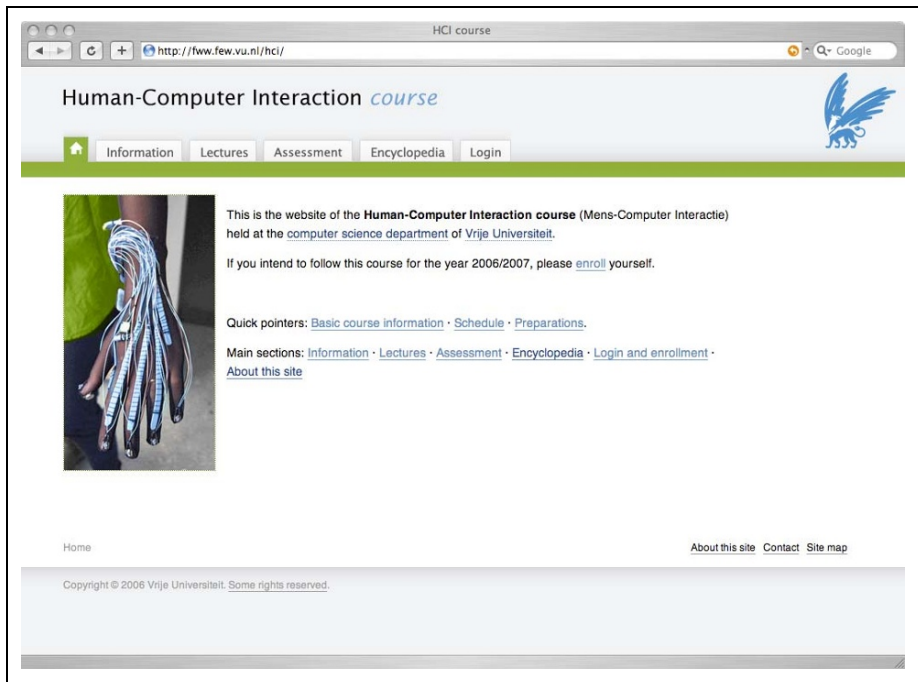 HCI course
http://fww.few.vu.nl/hci/
Google
Human-Computer Interaction course
Information Lectures Assessment Encyclopedia Login
This is the website of the Human-Computer Interaction course (Mens-Computer Interactie)
held at the computer science department of Vrije Universiteit.
If you intend to follow this course for the year 2006/2007, please enroll yourself.
Quick pointers: Basic course information · Schedule · Preparations.
Main sections: Information · Lectures · Assessment · Encyclopedia · Login and enrollment ·
About this site
Home
About this site Contact Site map
Copyright © 2006 Vrije Universiteit. Some rights reserved.